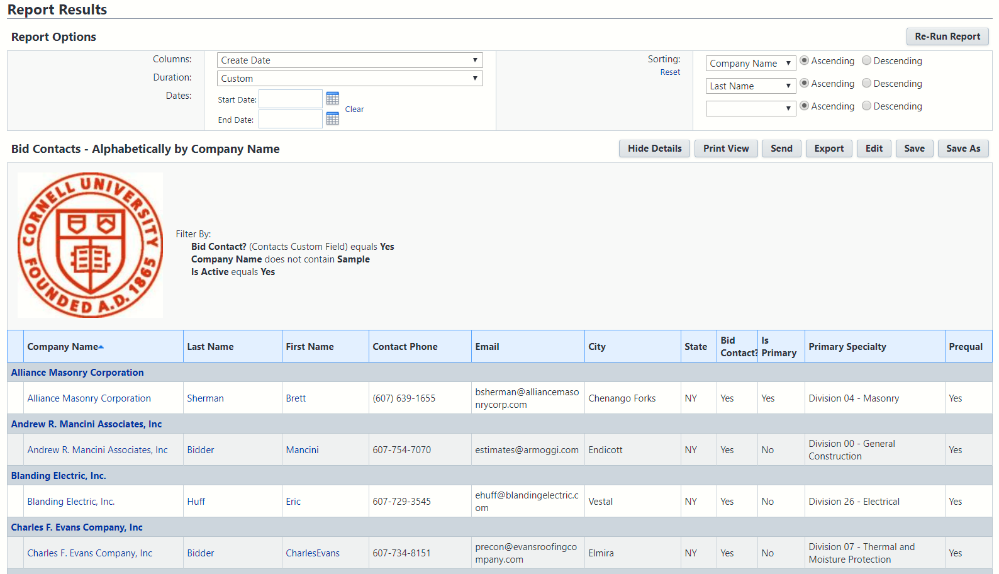 Report Results
Report Options
Re-Run Report
Columns:
Create Date
Duration:
Custom
Dates:
Start Date:
End Date:
Clear
Sorting:
Reset
Company Name Ascending Descending
Last Name Ascending Descending
Ascending Descending
Bid Contacts - Alphabetically by Company Name
Hide Details Print View Send Export Edit Save Save As
CORNELL UNIVERSITY
FOUNDED A.D. 1865
Filter By:
Bid Contact? (Contacts Custom Field) equals Yes
Company Name does not contain Sample
Is Active equals Yes
Company Name Last Name First Name Contact Phone Email City State Bid Contact? Is Primary Primary Specialty Prequal
Alliance Masonry Corporation
Alliance Masonry Corporation Sherman Brett (607) 639-1655 bsherman@alliancemasonrycorp.com Chenango Forks NY Yes Yes Division 04 - Masonry Yes
Andrew R. Mancini Associates, Inc
Andrew R. Mancini Associates, Inc Bidder Mancini 607-754-7070 estimates@armoggi.com Endicott NY Yes No Division 00 - General Construction Yes
Blanding Electric, Inc.
Blanding Electric, Inc. Huff Eric 607-729-3545 ehuff@blandingelectric.com Vestal NY Yes No Division 26 - Electrical Yes
Charles F. Evans Company, Inc
Charles F. Evans Company, Inc Bidder CharlesEvans 607-734-8151 precon@evansroofingcompany.com Elmira NY Yes No Division 07 - Thermal and Moisture Protection Yes